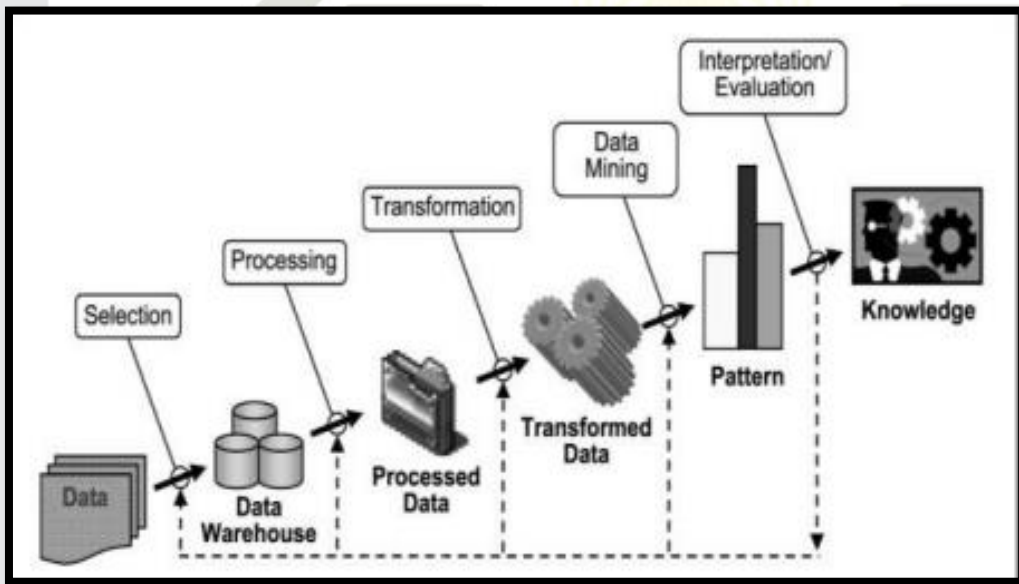 Interpretation/
Evaluation
Data
Mining
Transformation
Processing
Selection
Knowledge
Pattern
Transformed
Data
Processed
Data
Data
Warehouse
Data